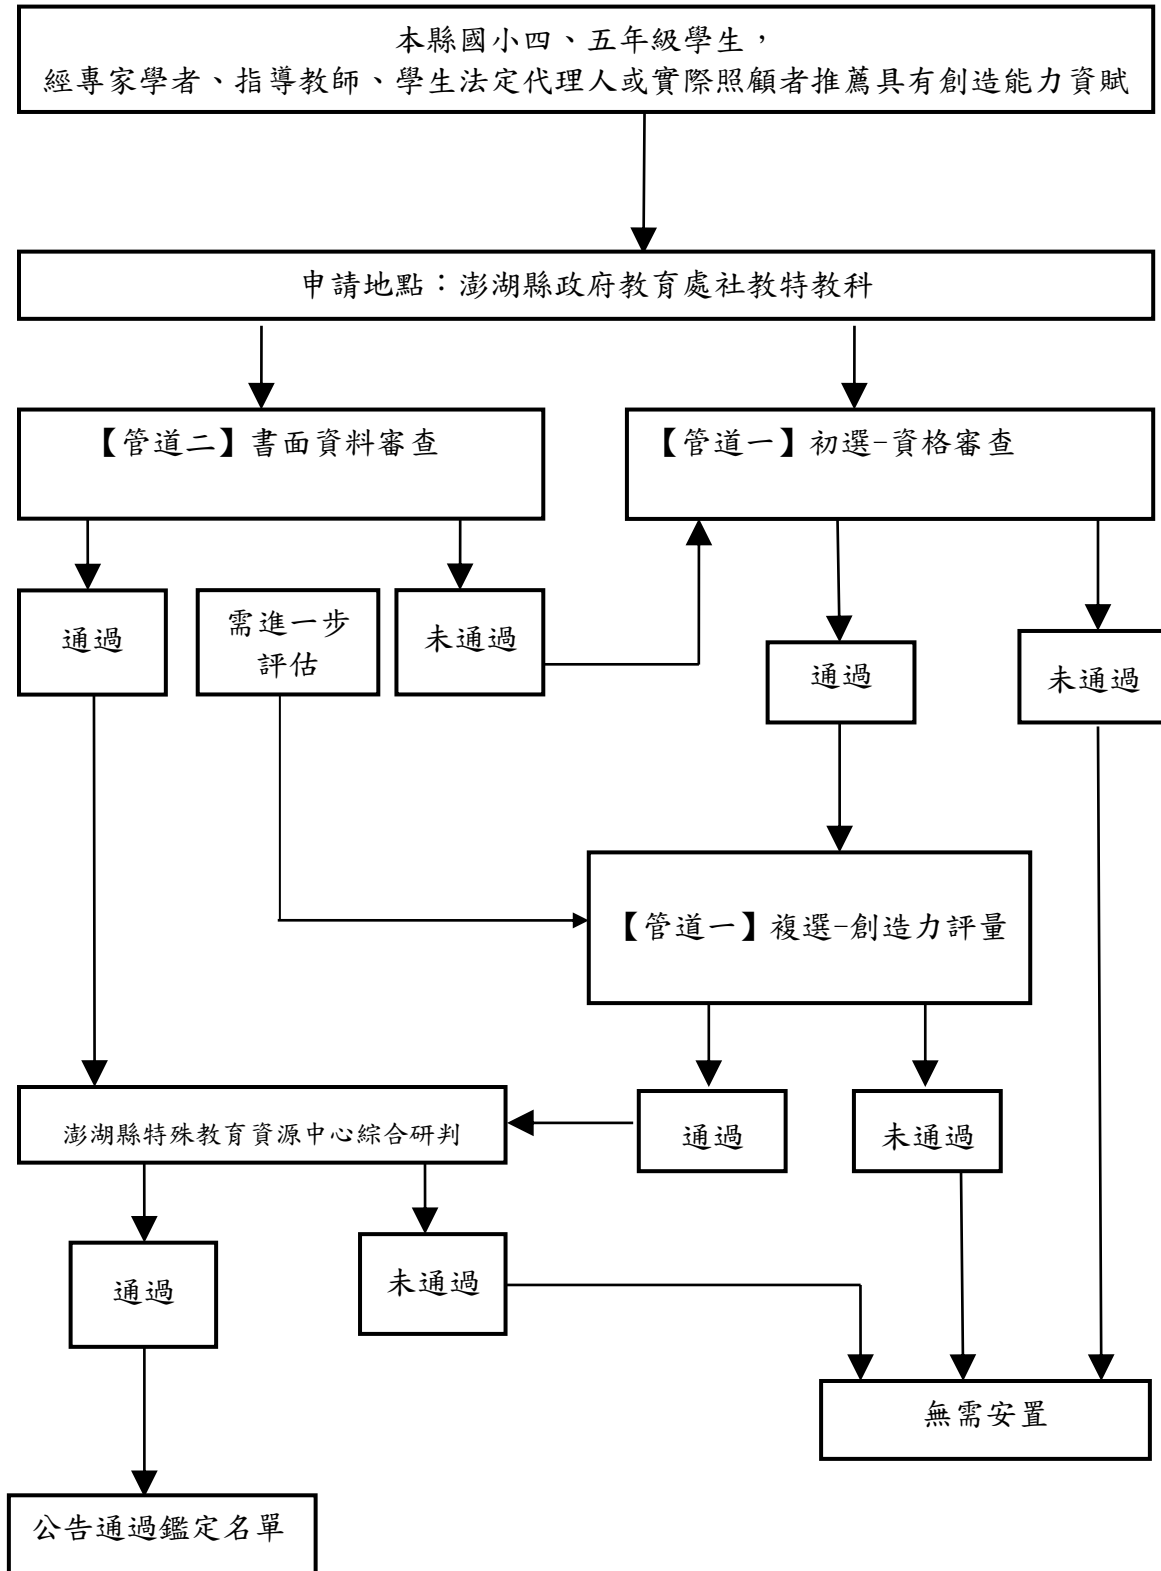 本縣國小四、五年級學生，
經專家學者、指導教師、學生法定代理人或實際照顧者推薦具有創造能力資賦
申請地點：澎湖縣政府教育處社教特教科
【管道二】書面資料審查
【管道一】初選-資格審查
通過
需進一步
評估
未通過
通過
未通過
【管道一】複選-創造力評量
澎湖縣特殊教育資源中心綜合研判
通過
未通過
通過
未通過
無需安置
公告通過鑑定名單